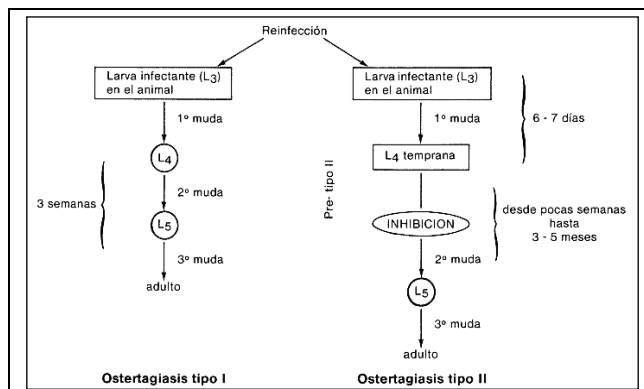 Reinfección
Larva infectante (L3)
en el animal
1º muda
L4
2º muda
L5
3º muda
adulto
3 semanas
Ostertagiasis tipo I
Larva infectante (L3)
en el animal
1º muda
6 - 7 días
L4 temprana
Pre- tipo II
INHIBICION
desde pocas semanas
hasta
3 - 5 meses
2º muda
L5
3º muda
adulto
Ostertagiasis tipo II